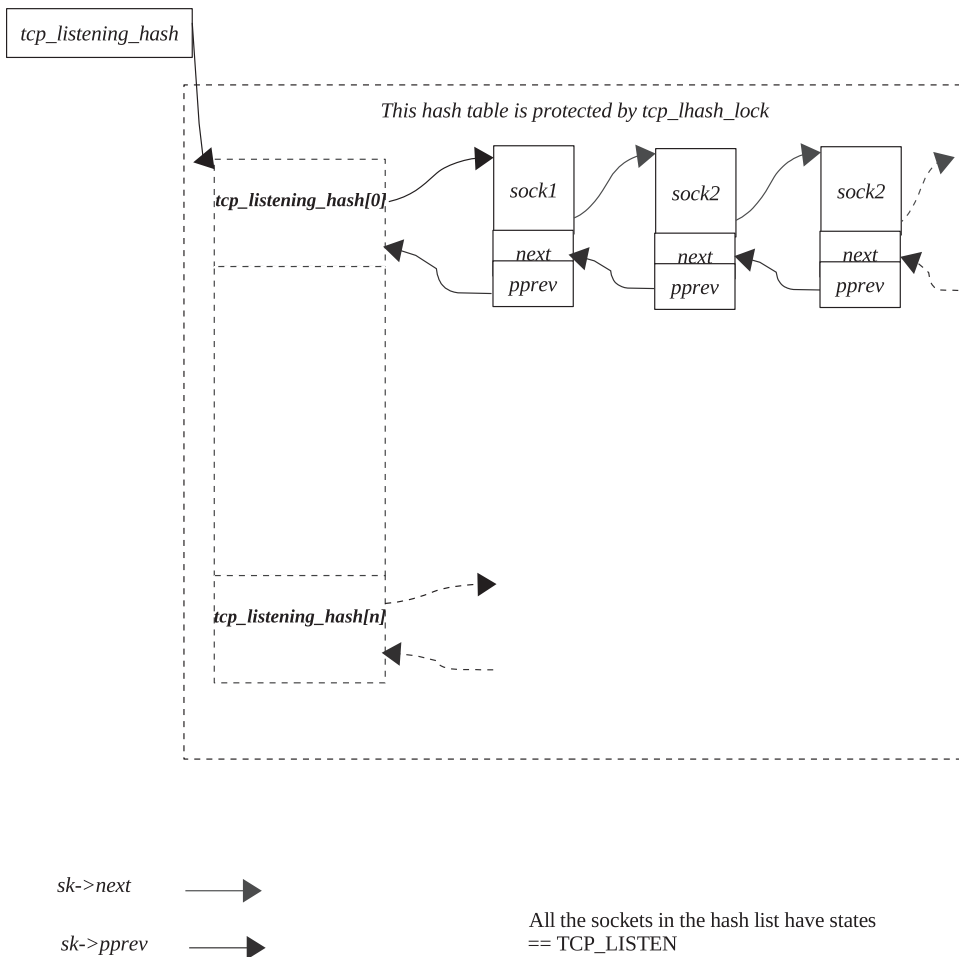 tcp_listening_hash
This hash table is protected by tcp_lhash_lock
tcp_listening_hash[0]
sock1
sock2
sock2
next
next
next
pprev
pprev
pprev
tcp_listening_hash[n]
sk->next
sk->pprev
All the sockets in the hash list have states
== TCP_LISTEN